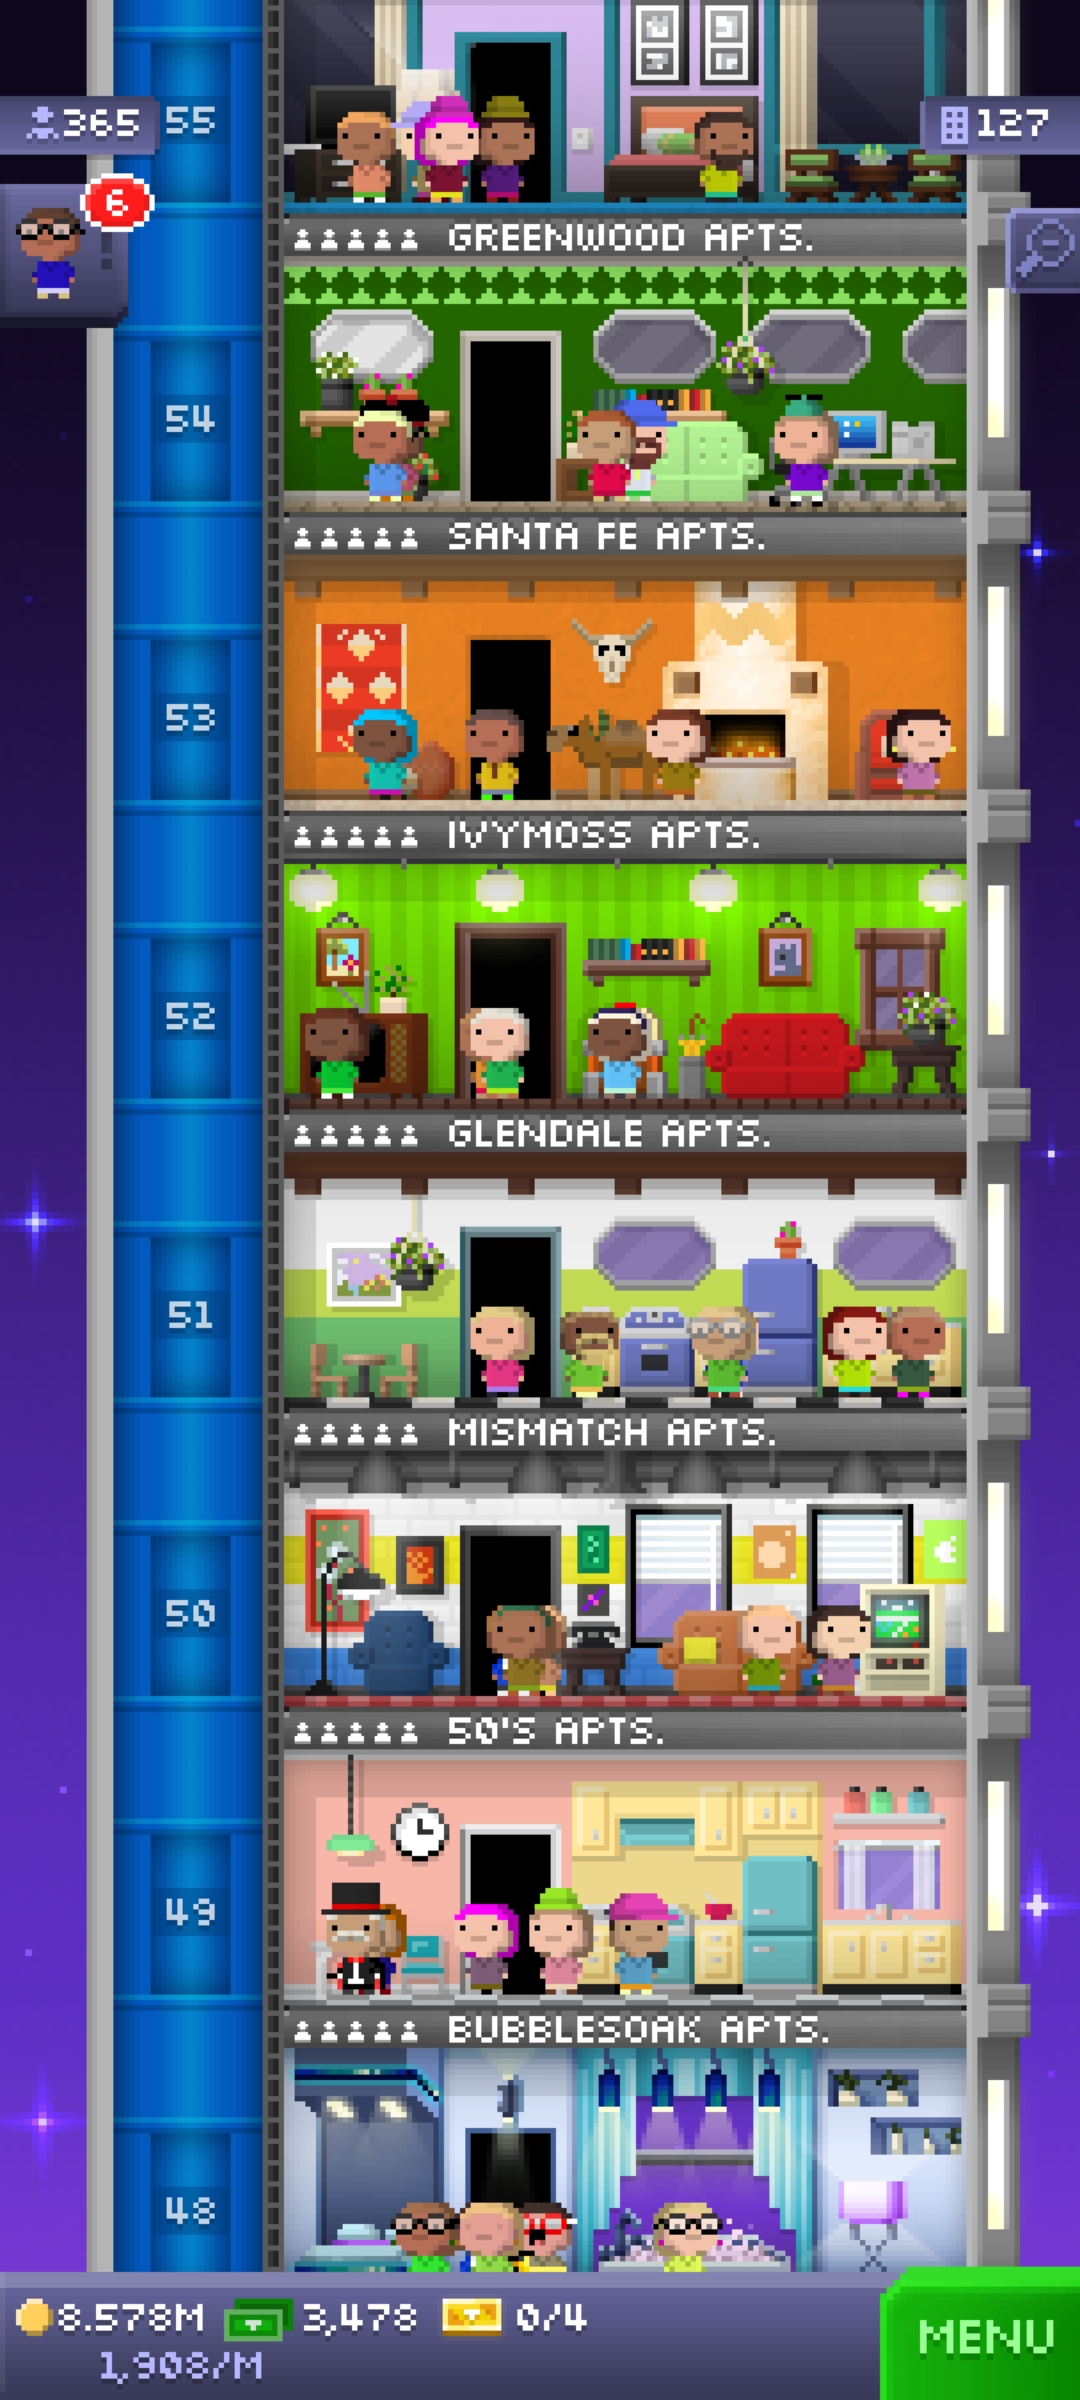 365
55
127
6
GREENWOOD APTS.
54
SANTA FE APTS.
53
IVYMOSS APTS.
52
GLENDALE APTS.
51
MISMATCH APTS.
50
50'S APTS.
49
BUBBLESOAK APTS.
48
8.578M 3,478 0/4
1,908/M
MENU